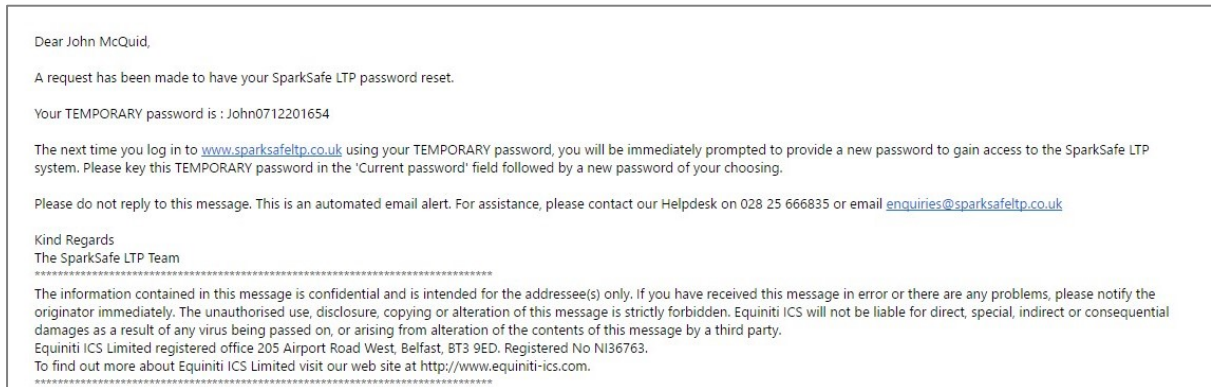 Dear John McQuid,
A request has been made to have your SparkSafe LTP password reset.
Your TEMPORARY password is : John0712201654
The next time you log in to www.sparksafeltp.co.uk using your TEMPORARY password, you will be immediately prompted to provide a new password to gain access to the SparkSafe LTP
system. Please key this TEMPORARY password in the 'Current password' field followed by a new password of your choosing.
Please do not reply to this message. This is an automated email alert. For assistance, please contact our Helpdesk on 028 25 666835 or email enquiries@sparksafeltp.co.uk
Kind Regards
The SparkSafe LTP Team
********************************************************************************
The information contained in this message is confidential and is intended for the addressee(s) only. If you have received this message in error or there are any problems, please notify the
originator immediately. The unauthorised use, disclosure, copying or alteration of this message is strictly forbidden. Equiniti ICS will not be liable for direct, special, indirect or consequential
damages as a result of any virus being passed on, or arising from alteration of the contents of this message by a third party.
Equiniti ICS Limited registered office 205 Airport Road West, Belfast, BT3 9ED. Registered No NI36763.
To find out more about Equiniti ICS Limited visit our web site at http://www.equiniti-ics.com.
********************************************************************************